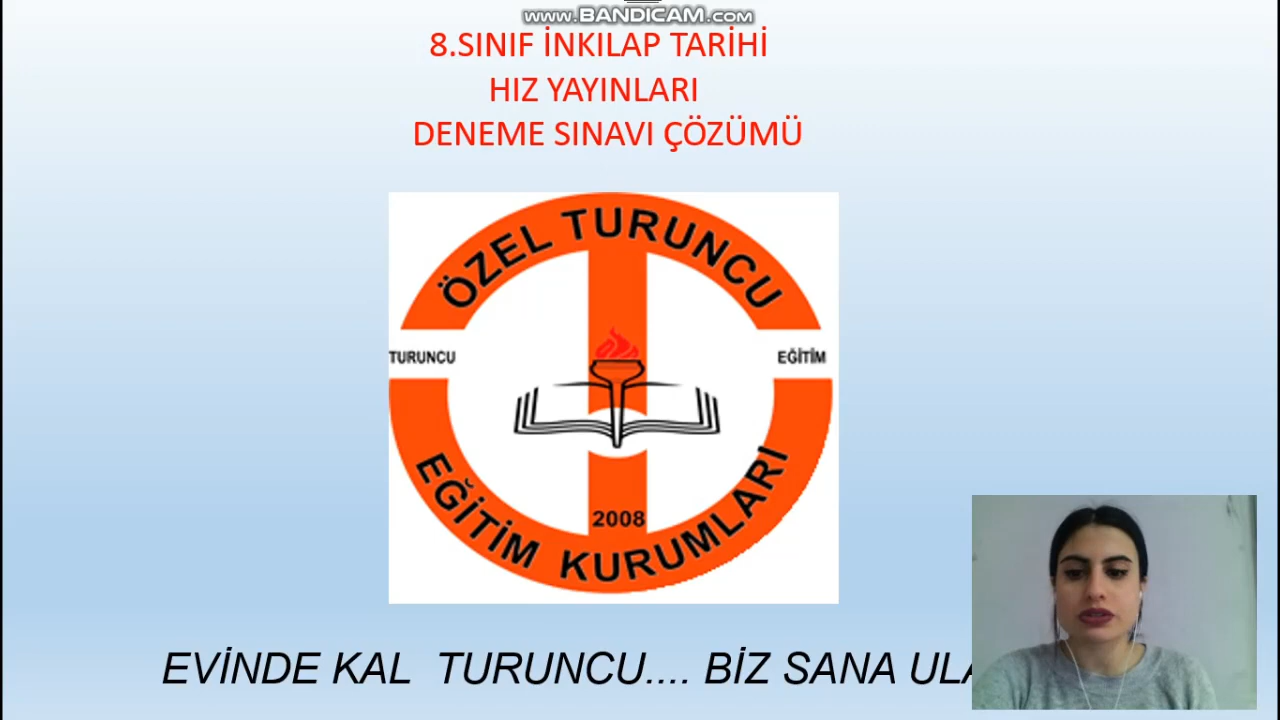 www.BANDICAM.com
8.SINIF İNKILAP TARİHİ
HIZ YAYINLARI
DENEME SINAVI ÇÖZÜMÜ
ÖZEL TURUNCU
TURUNCU
EĞİTİM
2008
EĞİTİM KURUMLARI
EVİNDE KAL TURUNCU.... BİZ SANA